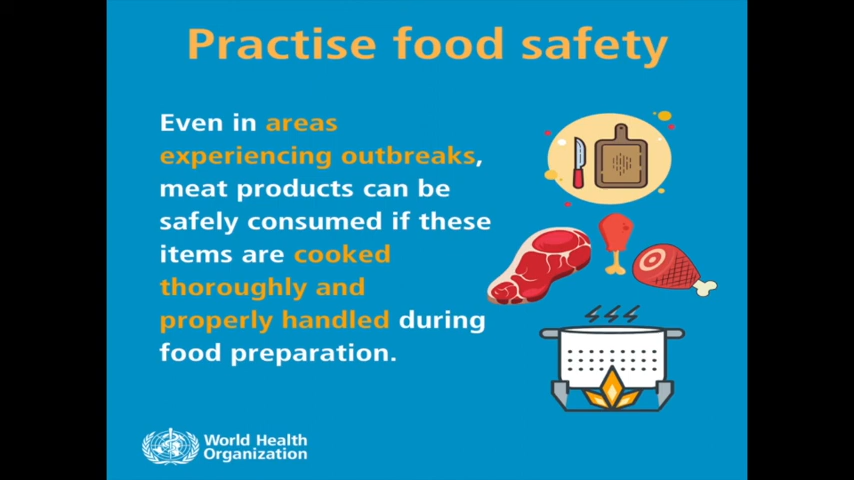 Practise food safety
Even in areas
experiencing outbreaks,
meat products can be
safely consumed if these
items are cooked
thoroughly and
properly handled during
food preparation.
World Health
Organization